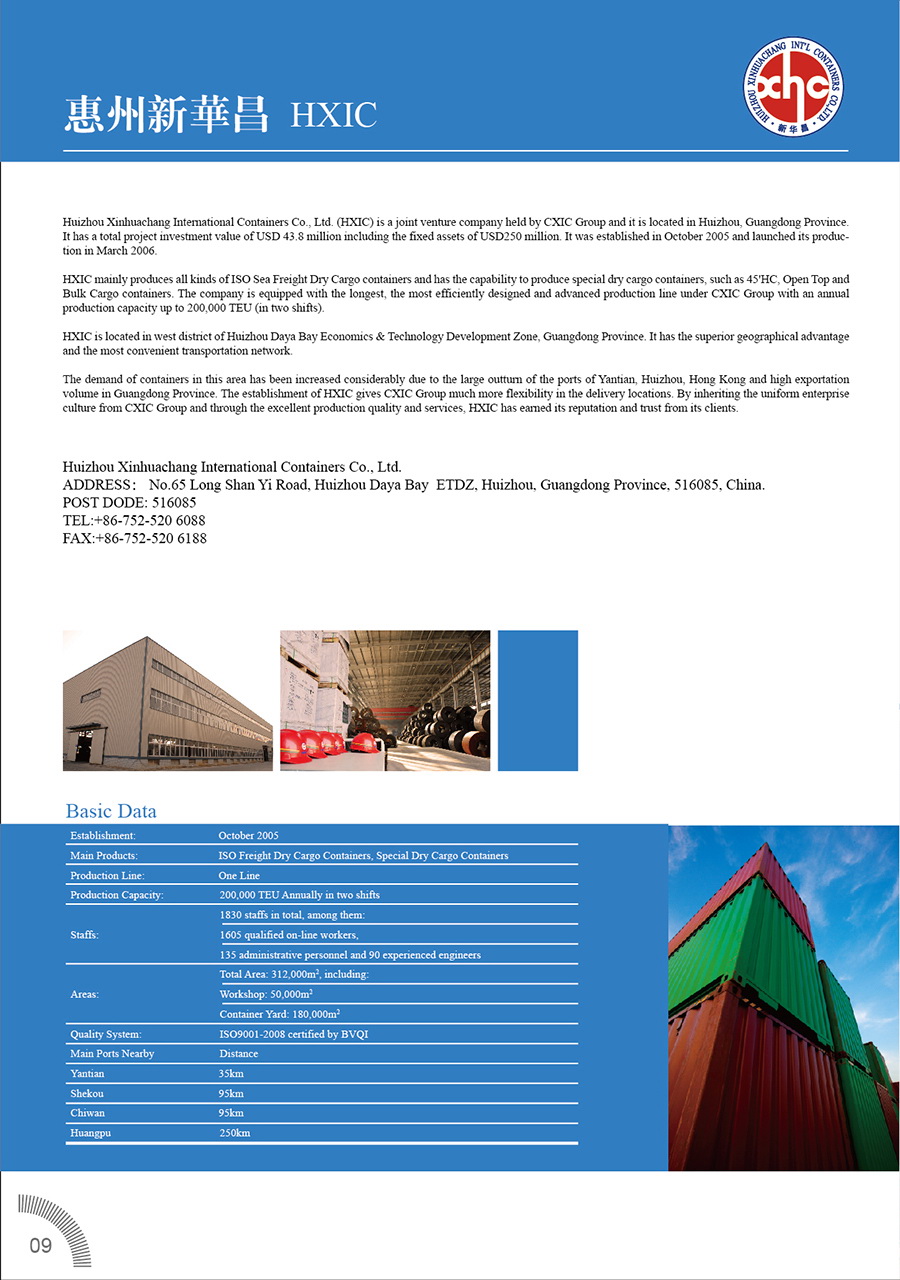 惠州新華昌 HXIC
HUIZHOU XINHUACHANG INT'L CONTAINERS CO.,LTD.
xhc
新华昌
Huizhou Xinhuachang International Containers Co., Ltd. (HXIC) is a joint venture company held by CXIC Group and it is located in Huizhou, Guangdong Province.
It has a total project investment value of USD 43.8 million including the fixed assets of USD250 million. It was established in October 2005 and launched its produc-
tion in March 2006.
HXIC mainly produces all kinds of ISO Sea Freight Dry Cargo containers and has the capability to produce special dry cargo containers, such as 45'HC, Open Top and
Bulk Cargo containers. The company is equipped with the longest, the most efficiently designed and advanced production line under CXIC Group with an annual
production capacity up to 200,000 TEU (in two shifts).
HXIC is located in west district of Huizhou Daya Bay Economics & Technology Development Zone, Guangdong Province. It has the superior geographical advantage
and the most convenient transportation network.
The demand of containers in this area has been increased considerably due to the large outturn of the ports of Yantian, Huizhou, Hong Kong and high exportation
volume in Guangdong Province. The establishment of HXIC gives CXIC Group much more flexibility in the delivery locations. By inheriting the uniform enterprise
culture from CXIC Group and through the excellent production quality and services, HXIC has earned its reputation and trust from its clients.
Huizhou Xinhuachang International Containers Co., Ltd.
ADDRESS: No.65 Long Shan Yi Road, Huizhou Daya Bay ETDZ, Huizhou, Guangdong Province, 516085, China.
POST DODE: 516085
TEL:+86-752-520 6088
FAX:+86-752-520 6188
Basic Data
Establishment: October 2005
Main Products: ISO Freight Dry Cargo Containers, Special Dry Cargo Containers
Production Line: One Line
Production Capacity: 200,000 TEU Annually in two shifts
1830 staffs in total, among them:
Staffs: 1605 qualified on-line workers,
135 administrative personnel and 90 experienced engineers
Total Area: 312,000m², including:
Areas: Workshop: 50,000m²
Container Yard: 180,000m²
Quality System: ISO9001-2008 certified by BVQI
Main Ports Nearby Distance
Yantian 35km
Shekou 95km
Chiwan 95km
Huangpu 250km
09